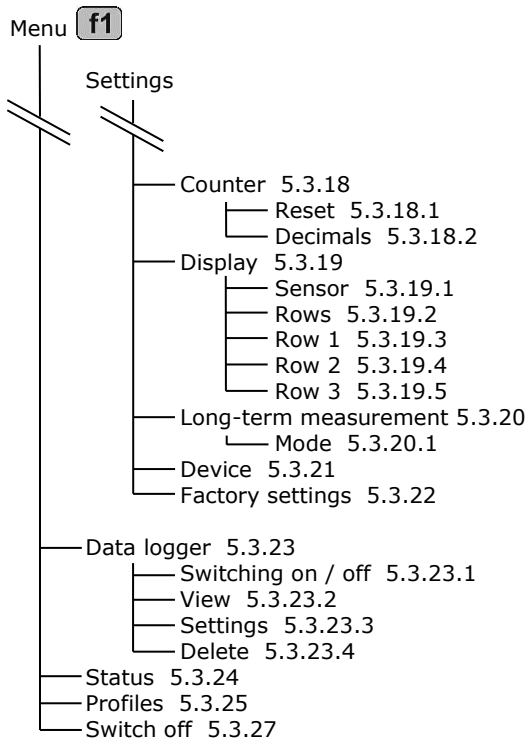 Menu f1
Settings
Counter 5.3.18
Reset 5.3.18.1
Decimals 5.3.18.2
Display 5.3.19
Sensor 5.3.19.1
Rows 5.3.19.2
Row 1 5.3.19.3
Row 2 5.3.19.4
Row 3 5.3.19.5
Long-term measurement 5.3.20
Mode 5.3.20.1
Device 5.3.21
Factory settings 5.3.22
Data logger 5.3.23
Switching on / off 5.3.23.1
View 5.3.23.2
Settings 5.3.23.3
Delete 5.3.23.4
Status 5.3.24
Profiles 5.3.25
Switch off 5.3.27